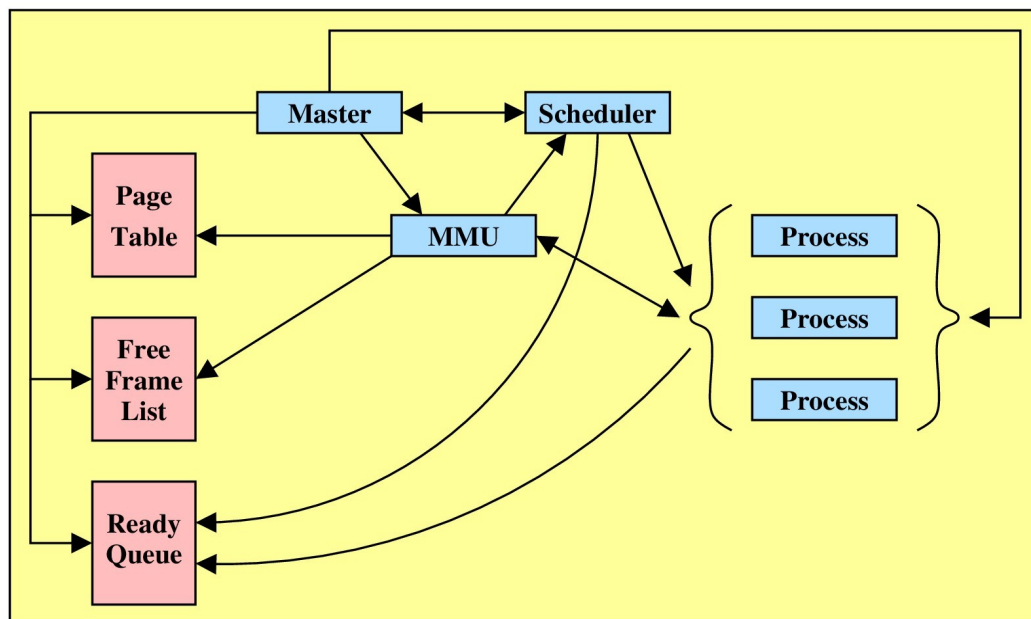 Master
Scheduler
Page
Table
MMU
Process
Process
Process
Free
Frame
List
Ready
Queue